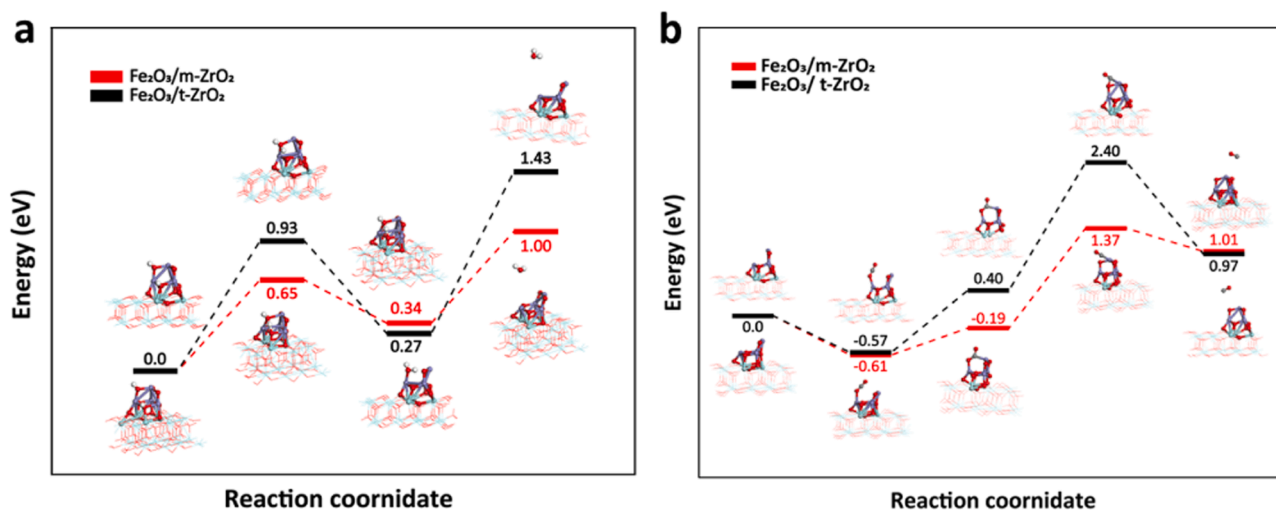 a
Fe₂O₃/m-ZrO₂
Fe₂O₃/t-ZrO₂
Energy (eV)
1.43
0.93
1.00
0.65
0.34
0.27
0.0
Reaction coornidate
b
Fe₂O₃/m-ZrO₂
Fe₂O₃/ t-ZrO₂
Energy (eV)
2.40
1.37
1.01
0.97
0.40
-0.19
0.0
-0.57
-0.61
Reaction coornidate